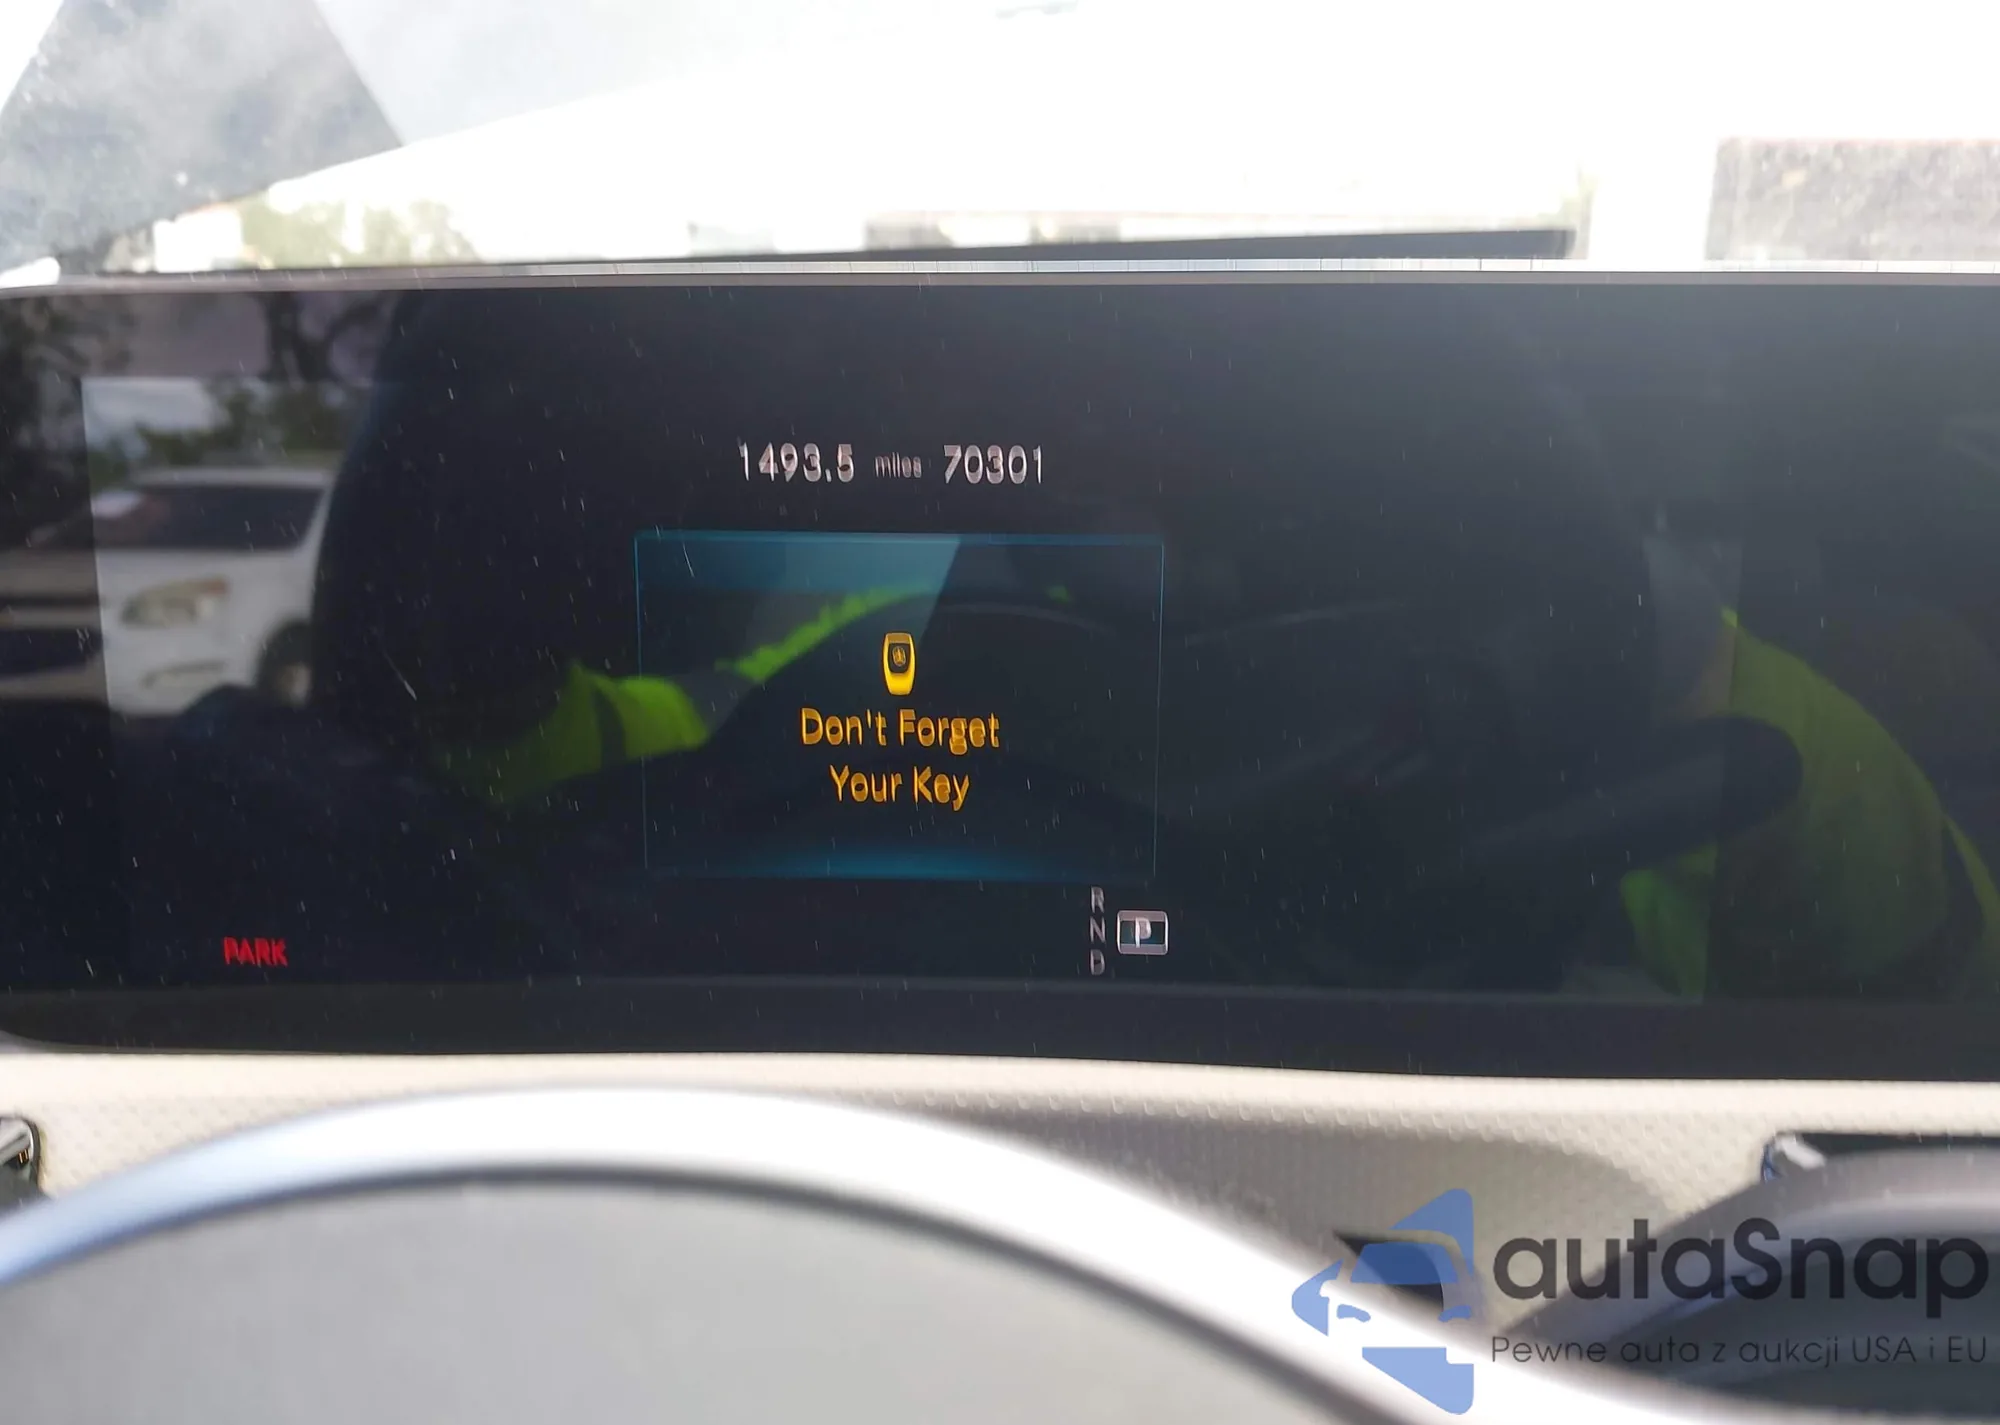 1493.5 miles 70301
Don't Forget
Your Key
R
N P
D
PARK
autaSnap
Pewne auta z aukcji USA i EU